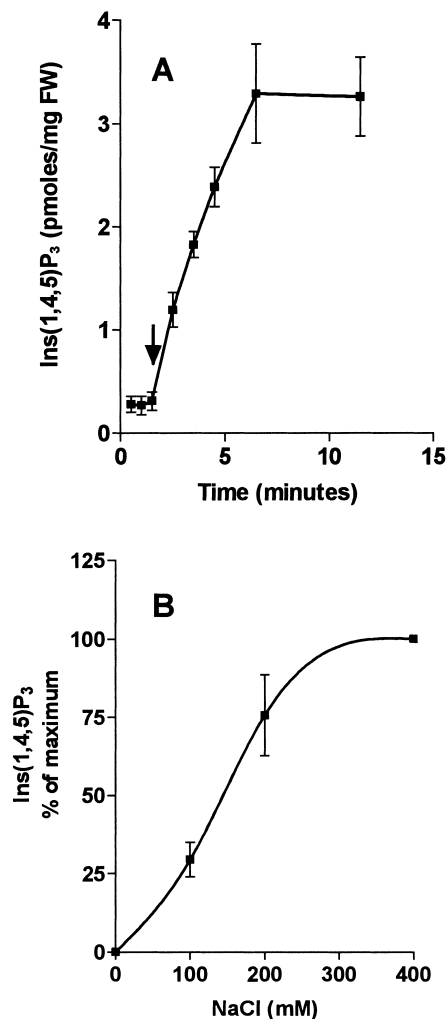 A
4
3
2
1
0
Ins(1,4,5)P₃ (pmoles/mg FW)
0 5 10 15
Time (minutes)
B
125
100
75
50
25
0
Ins(1,4,5)P₃
% of maximum
0 100 200 300 400
NaCl (mM)